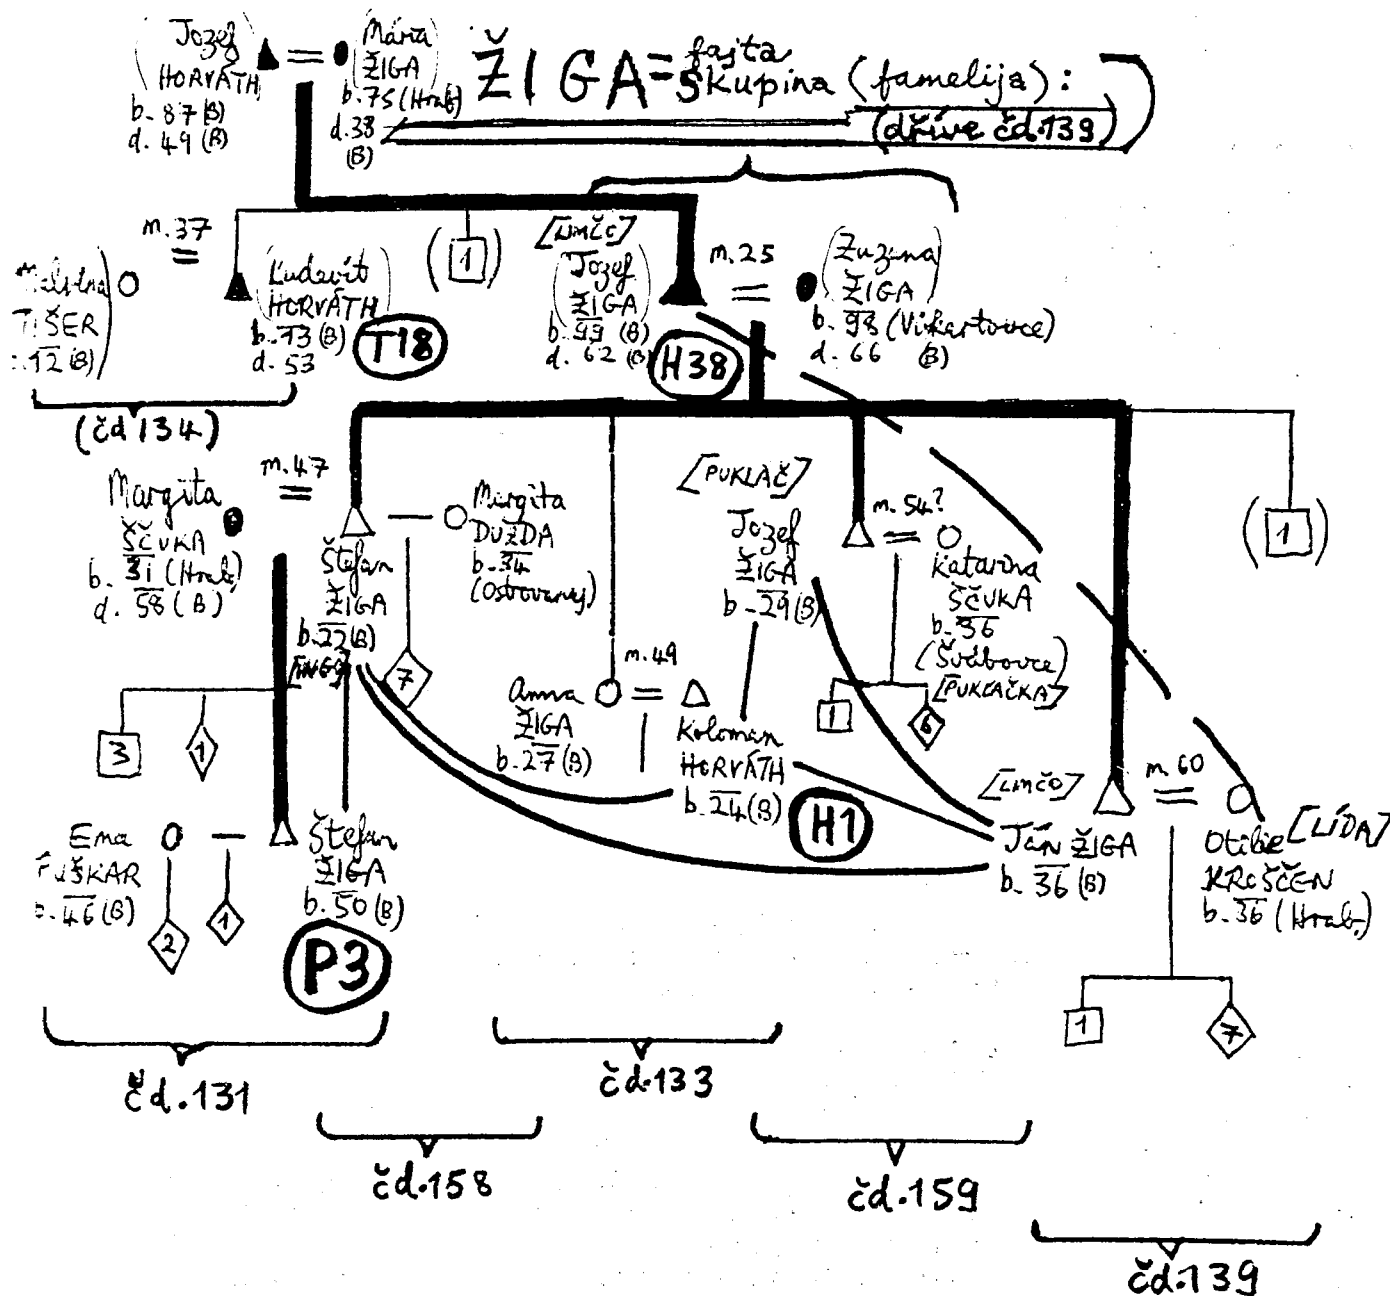 Jozef
HORVÁTH
b. 87 (B)
d. 49 (B)
Mária
ŽIGA
b. 75 (Hrab)
d. 38
(B)
ŽIGA = fajta
skupina (famelija) :
(dříve čd. 139)
m. 37
TIŠER
12 (B)
Ľudevít
HORVÁTH
b. 13 (B)
d. 53
T18
(čd 134)
(1)
Jozef
ŽIGA
b. 99 (B)
d. 62 (B)
H38
m. 25
Zuzana
ŽIGA
b. 98 (Vikartovce)
d. 66 (B)
Margita
ŠČUKA
b. 31 (Hrab.)
d. 58 (B)
m. 47
Štefan
ŽIGA
b. 22 (B)
7
Margita
DUŽDA
b. 34
(Ostrovany)
Anna
ŽIGA
b. 27 (B)
m. 49
Koloman
HORVÁTH
b. 24 (B)
H1
[PUKLAČ]
Jozef
ŽIGA
b. 29 (B)
m. 54?
Katarína
ŠČUKA
b. 36
(Švábovce)
[PUKLAČKA]
1
6
(1)
3
1
Ema
b. 46 (B)
2
1
Štefan
ŽIGA
b. 50 (B)
P3
[LINČO]
Ján ŽIGA
b. 36 (B)
m. 60
Otilie [LÍDA]
KROŠČEN
b. 36 (Hrab.)
1
7
čd. 131
čd. 133
čd. 158
čd. 159
čd. 139